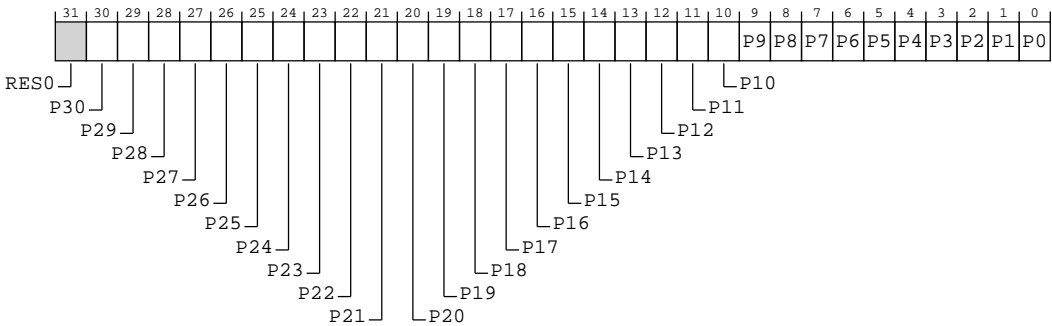 31 30 29 28 27 26 25 24 23 22 21 20 19 18 17 16 15 14 13 12 11 10 9 8 7 6 5 4 3 2 1 0
P9 P8 P7 P6 P5 P4 P3 P2 P1 P0
RES0 P10
P30 P11
P29 P12
P28 P13
P27 P14
P26 P15
P25 P16
P24 P17
P23 P18
P22 P19
P21 P20